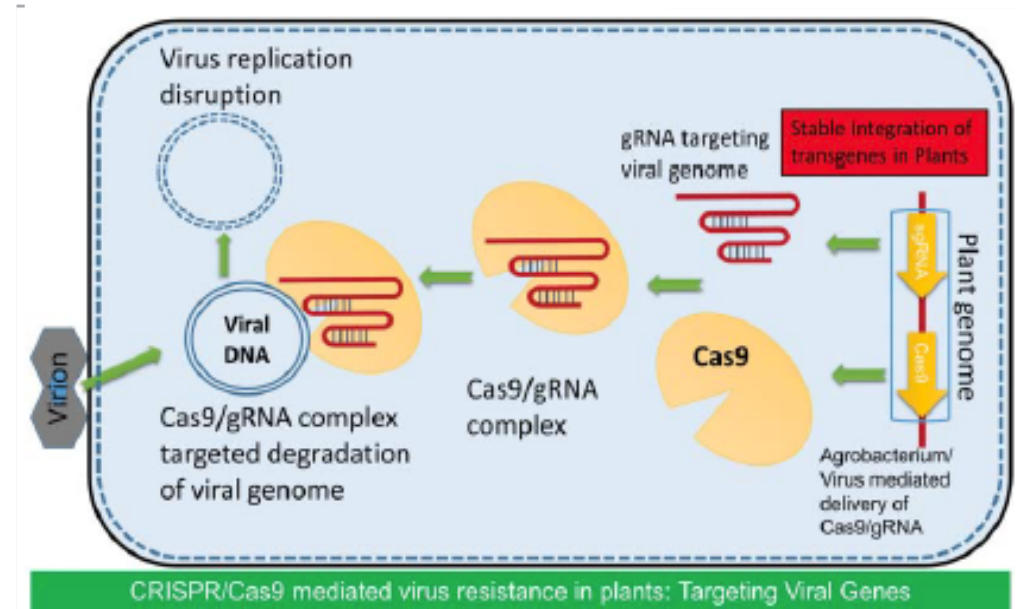 Virus replication
disruption
gRNA targeting
viral genome
Stable Integration of
transgenes in Plants
sgRNA
Cas9
Plant genome
Viral
DNA
Cas9
Virion
Cas9/gRNA complex
targeted degradation
of viral genome
Cas9/gRNA
complex
Agrobacterium/
Virus mediated
delivery of
Cas9/gRNA
CRISPR/Cas9 mediated virus resistance in plants: Targeting Viral Genes